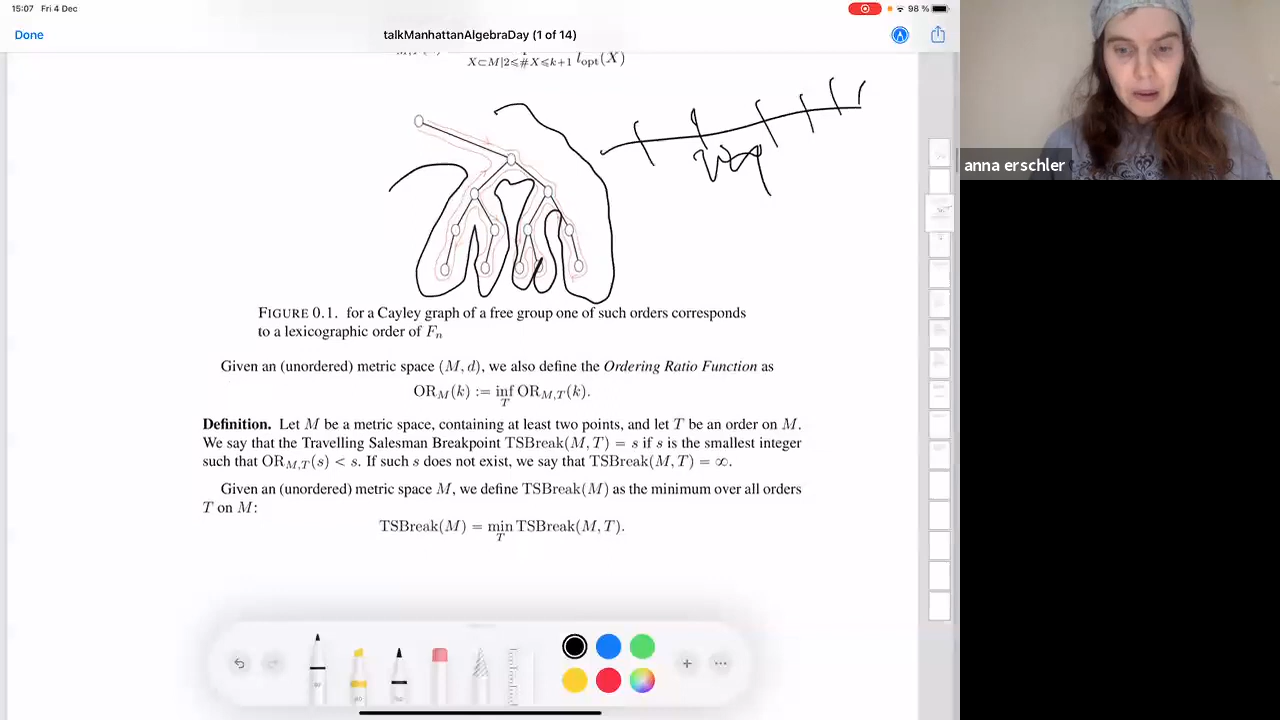 15:07 Fri 4 Dec
98 %
Done
talkManhattanAlgebraDay (1 of 14)
X⊂M|2⩽#X⩽k+1 l_opt(X)
anna erschler
FIGURE 0.1. for a Cayley graph of a free group one of such orders corresponds
to a lexicographic order of F_n
Given an (unordered) metric space (M, d), we also define the Ordering Ratio Function as
OR_M(k) := inf_T OR_{M,T}(k).
Definition. Let M be a metric space, containing at least two points, and let T be an order on M.
We say that the Travelling Salesman Breakpoint TSBreak(M, T) = s if s is the smallest integer
such that OR_{M,T}(s) < s. If such s does not exist, we say that TSBreak(M, T) = ∞.
Given an (unordered) metric space M, we define TSBreak(M) as the minimum over all orders
T on M:
TSBreak(M) = min_T TSBreak(M, T).